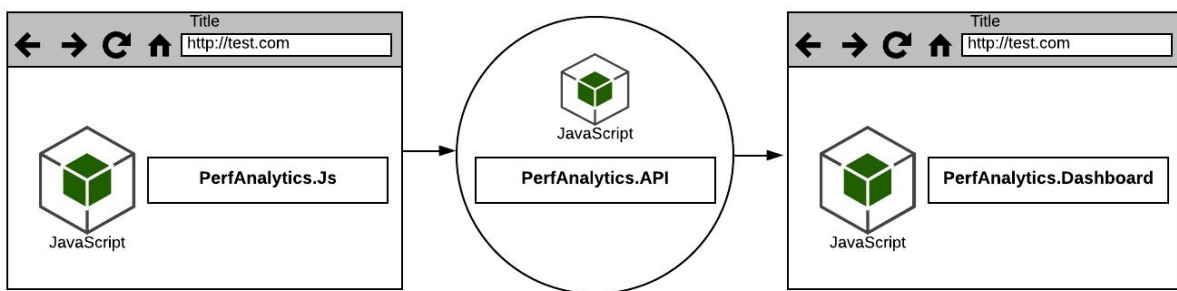 Title
http://test.com
JavaScript
PerfAnalytics.Js
JavaScript
PerfAnalytics.API
Title
http://test.com
JavaScript
PerfAnalytics.Dashboard